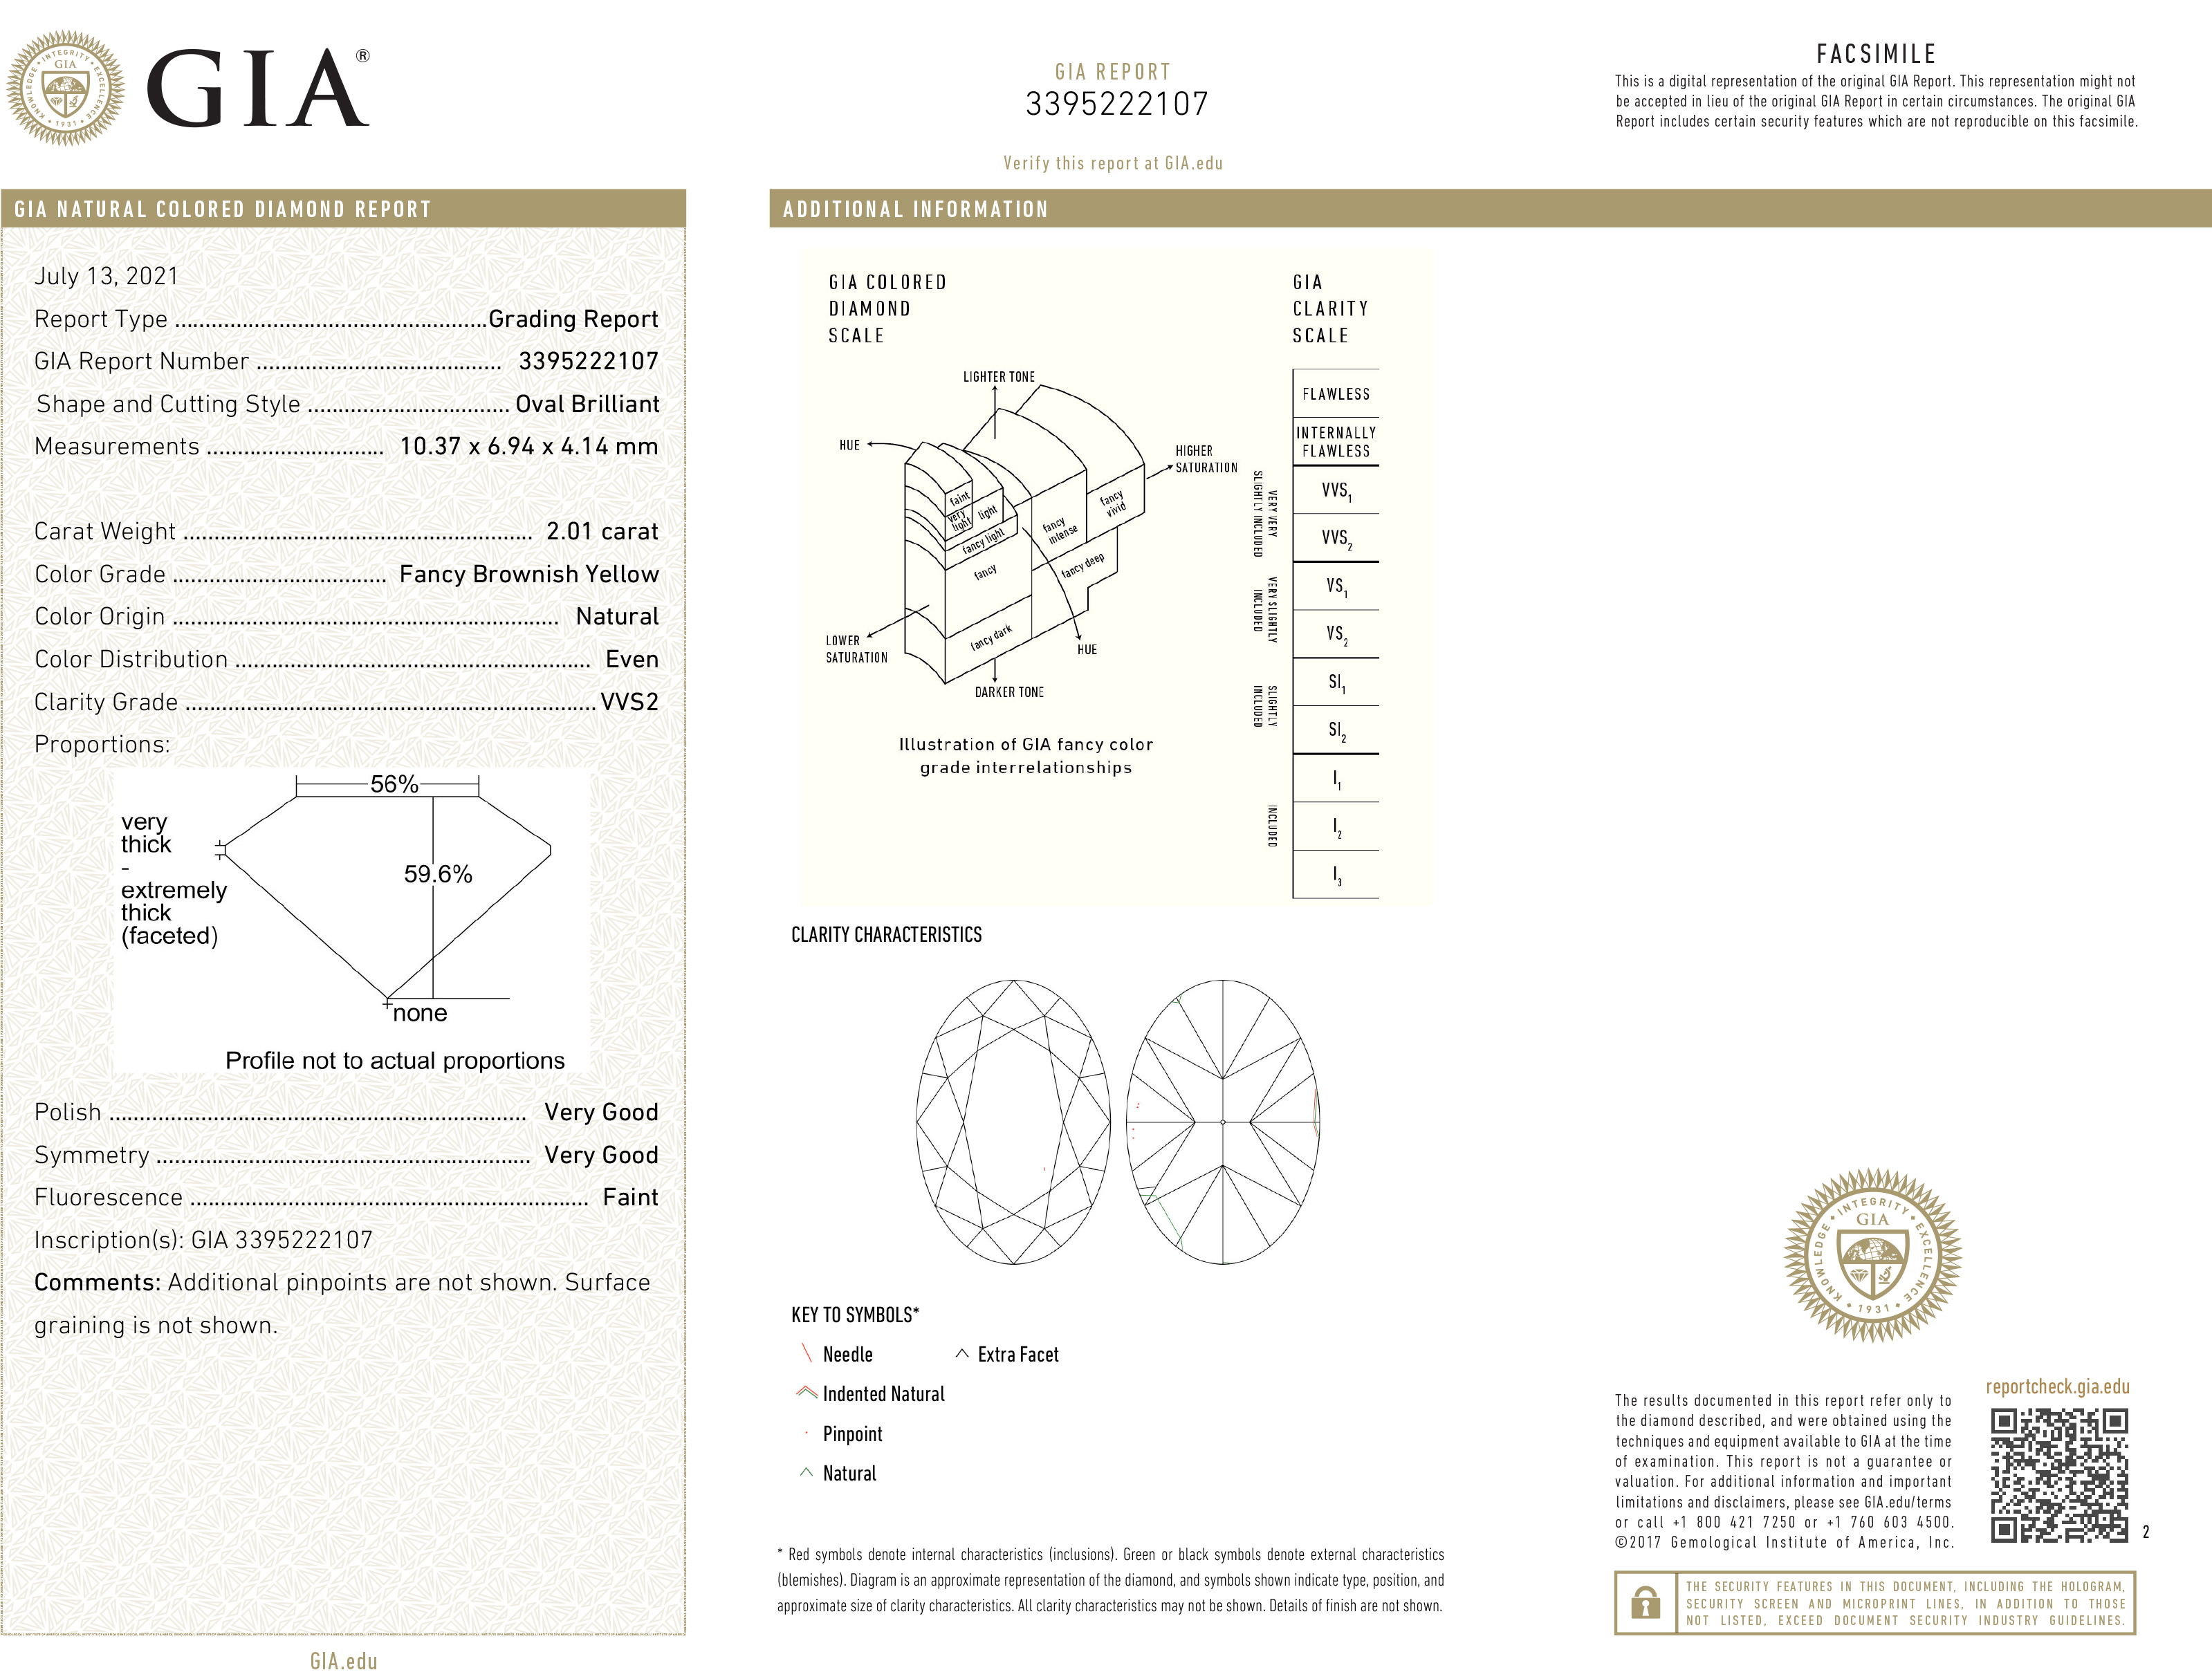 GIA®
KNOWLEDGE • INTEGRITY • EXCELLENCE
GIA
• 1931 •
GIA REPORT
3395222107
Verify this report at GIA.edu
FACSIMILE
This is a digital representation of the original GIA Report. This representation might not
be accepted in lieu of the original GIA Report in certain circumstances. The original GIA
Report includes certain security features which are not reproducible on this facsimile.
GIA NATURAL COLORED DIAMOND REPORT
July 13, 2021
Report Type ................ Grading Report
GIA Report Number ................ 3395222107
Shape and Cutting Style ................ Oval Brilliant
Measurements ................ 10.37 x 6.94 x 4.14 mm
Carat Weight ................ 2.01 carat
Color Grade ................ Fancy Brownish Yellow
Color Origin ................ Natural
Color Distribution ................ Even
Clarity Grade ................ VVS2
Proportions:
56%
very
thick
-
extremely
thick
(faceted)
59.6%
none
Profile not to actual proportions
Polish ................ Very Good
Symmetry ................ Very Good
Fluorescence ................ Faint
Inscription(s): GIA 3395222107
Comments: Additional pinpoints are not shown. Surface
graining is not shown.
GIA.edu
ADDITIONAL INFORMATION
GIA COLORED
DIAMOND
SCALE
LIGHTER TONE
HUE
HIGHER
SATURATION
faint
very
light
light
fancy light
fancy
fancy
intense
fancy
vivid
fancy deep
fancy dark
LOWER
SATURATION
HUE
DARKER TONE
Illustration of GIA fancy color
grade interrelationships
GIA
CLARITY
SCALE
FLAWLESS
INTERNALLY
FLAWLESS
VERY VERY
SLIGHTLY INCLUDED
VVS1
VVS2
VERY SLIGHTLY
INCLUDED
VS1
VS2
SLIGHTLY
INCLUDED
SI1
SI2
INCLUDED
I1
I2
I3
CLARITY CHARACTERISTICS
KEY TO SYMBOLS*
Needle
Extra Facet
Indented Natural
Pinpoint
Natural
* Red symbols denote internal characteristics (inclusions). Green or black symbols denote external characteristics
(blemishes). Diagram is an approximate representation of the diamond, and symbols shown indicate type, position, and
approximate size of clarity characteristics. All clarity characteristics may not be shown. Details of finish are not shown.
KNOWLEDGE • INTEGRITY • EXCELLENCE
GIA
• 1931 •
The results documented in this report refer only to
the diamond described, and were obtained using the
techniques and equipment available to GIA at the time
of examination. This report is not a guarantee or
valuation. For additional information and important
limitations and disclaimers, please see GIA.edu/terms
or call +1 800 421 7250 or +1 760 603 4500.
©2017 Gemological Institute of America, Inc.
reportcheck.gia.edu
2
THE SECURITY FEATURES IN THIS DOCUMENT, INCLUDING THE HOLOGRAM,
SECURITY SCREEN AND MICROPRINT LINES, IN ADDITION TO THOSE
NOT LISTED, EXCEED DOCUMENT SECURITY INDUSTRY GUIDELINES.